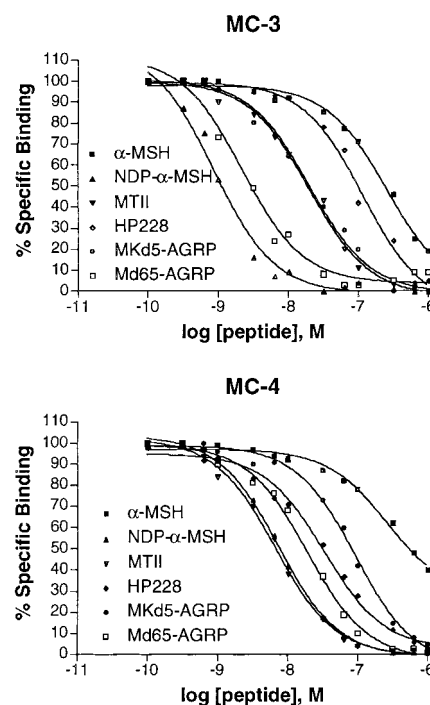 MC-3
110
100
90
80
70
60
50
40
30
20
10
0
% Specific Binding
α-MSH
NDP-α-MSH
MTII
HP228
MKd5-AGRP
Md65-AGRP
-11 -10 -9 -8 -7 -6
log [peptide], M
MC-4
110
100
90
80
70
60
50
40
30
20
10
0
% Specific Binding
α-MSH
NDP-α-MSH
MTII
HP228
MKd5-AGRP
Md65-AGRP
-11 -10 -9 -8 -7 -6
log [peptide], M